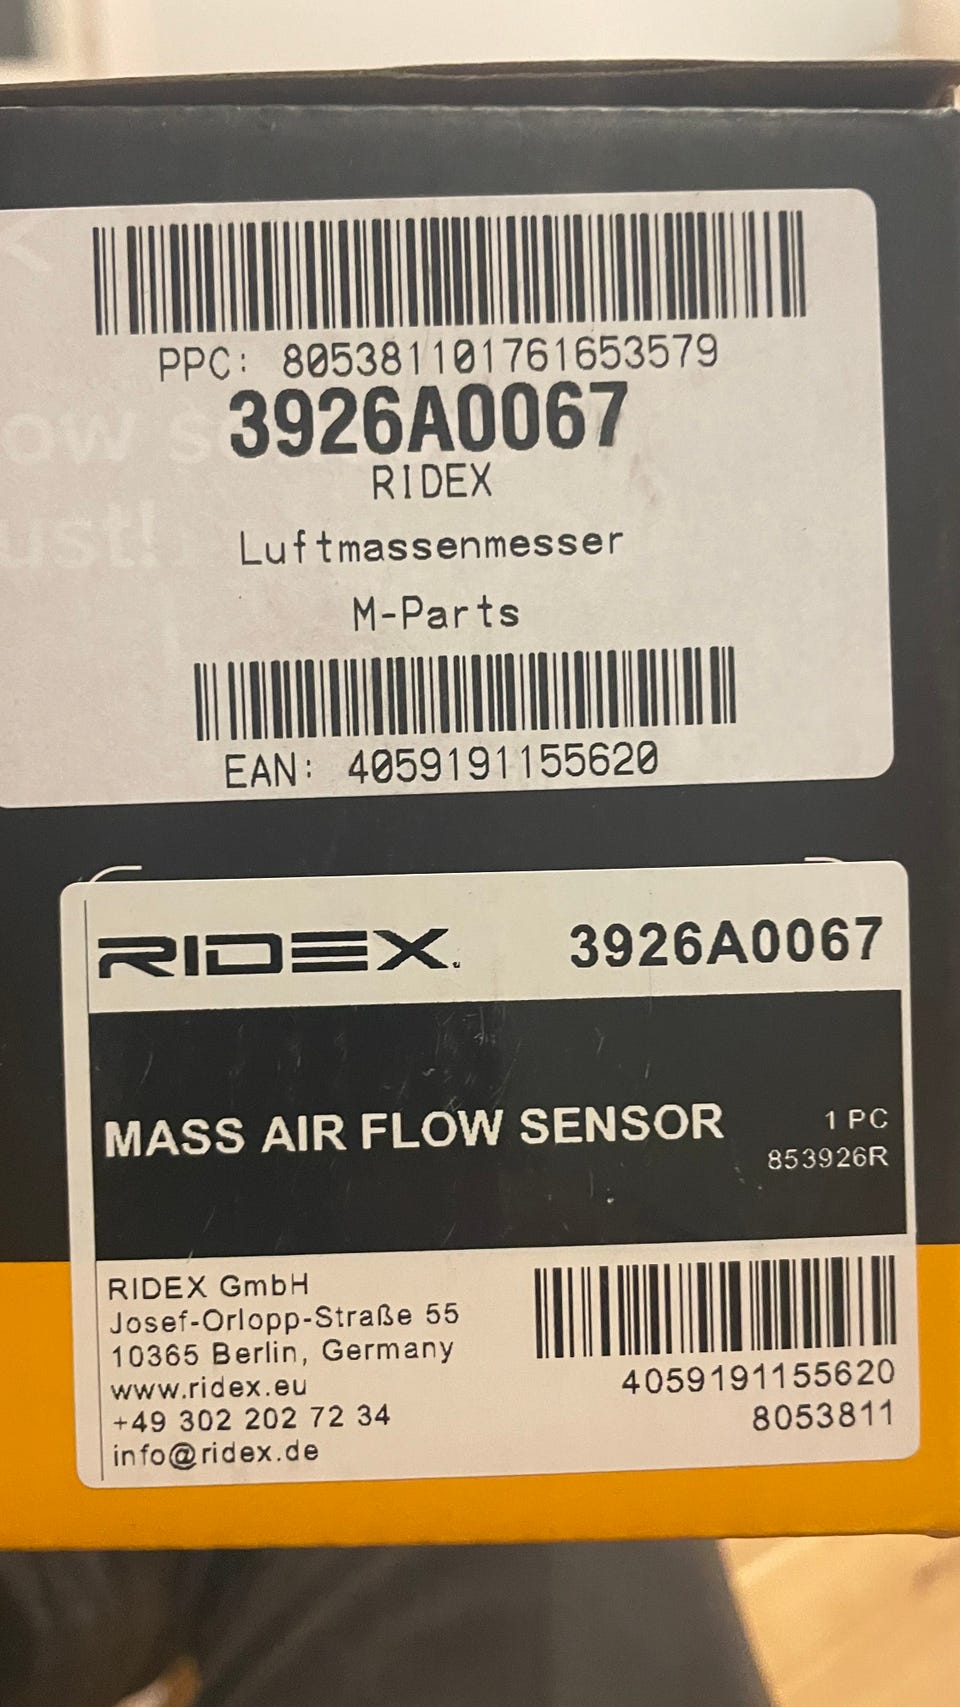 ow s
ust!
PPC: 805381101761653579
3926A0067
RIDEX
Luftmassenmesser
M-Parts
EAN: 4059191155620
RIDEX
3926A0067
MASS AIR FLOW SENSOR
1 PC
853926R
RIDEX GmbH
Josef-Orlopp-Straße 55
10365 Berlin, Germany
www.ridex.eu
+49 302 202 72 34
info@ridex.de
4059191155620
8053811